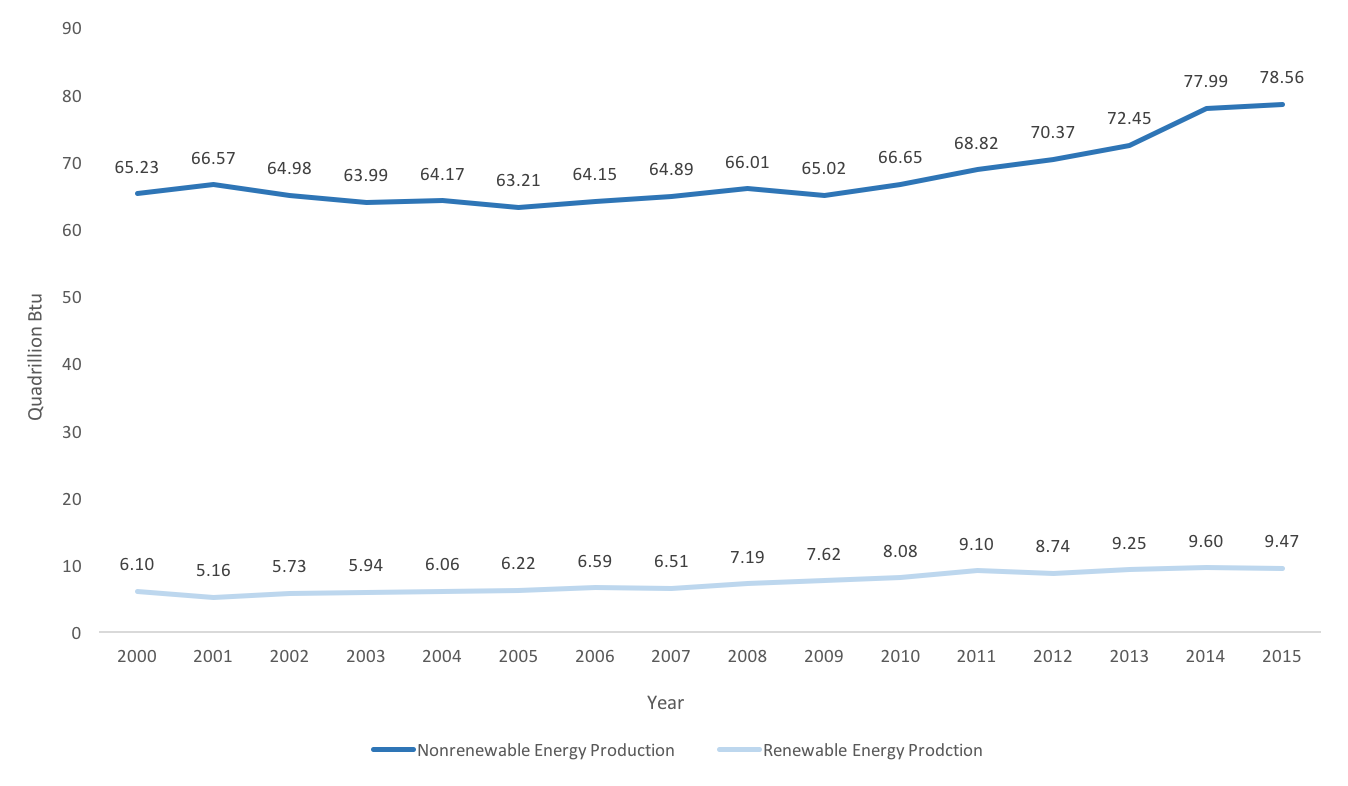 90
80
70
60
50
40
30
20
10
0
Quadrillion Btu
65.23 66.57 64.98 63.99 64.17 63.21 64.15 64.89 66.01 65.02 66.65 68.82 70.37 72.45 77.99 78.56
6.10 5.16 5.73 5.94 6.06 6.22 6.59 6.51 7.19 7.62 8.08 9.10 8.74 9.25 9.60 9.47
2000 2001 2002 2003 2004 2005 2006 2007 2008 2009 2010 2011 2012 2013 2014 2015
Year
Nonrenewable Energy Production Renewable Energy Prodction